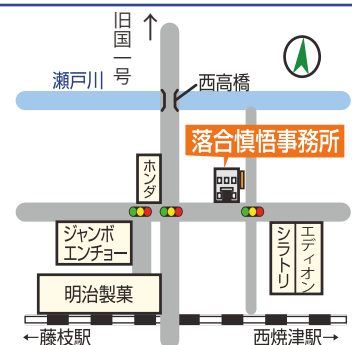 旧国一号
↑
瀬戸川
西高橋
落合慎悟事務所
ホンダ
ジャンボ
エンチョー
エディオン
シラトリ
明治製菓
←藤枝駅
西焼津駅→